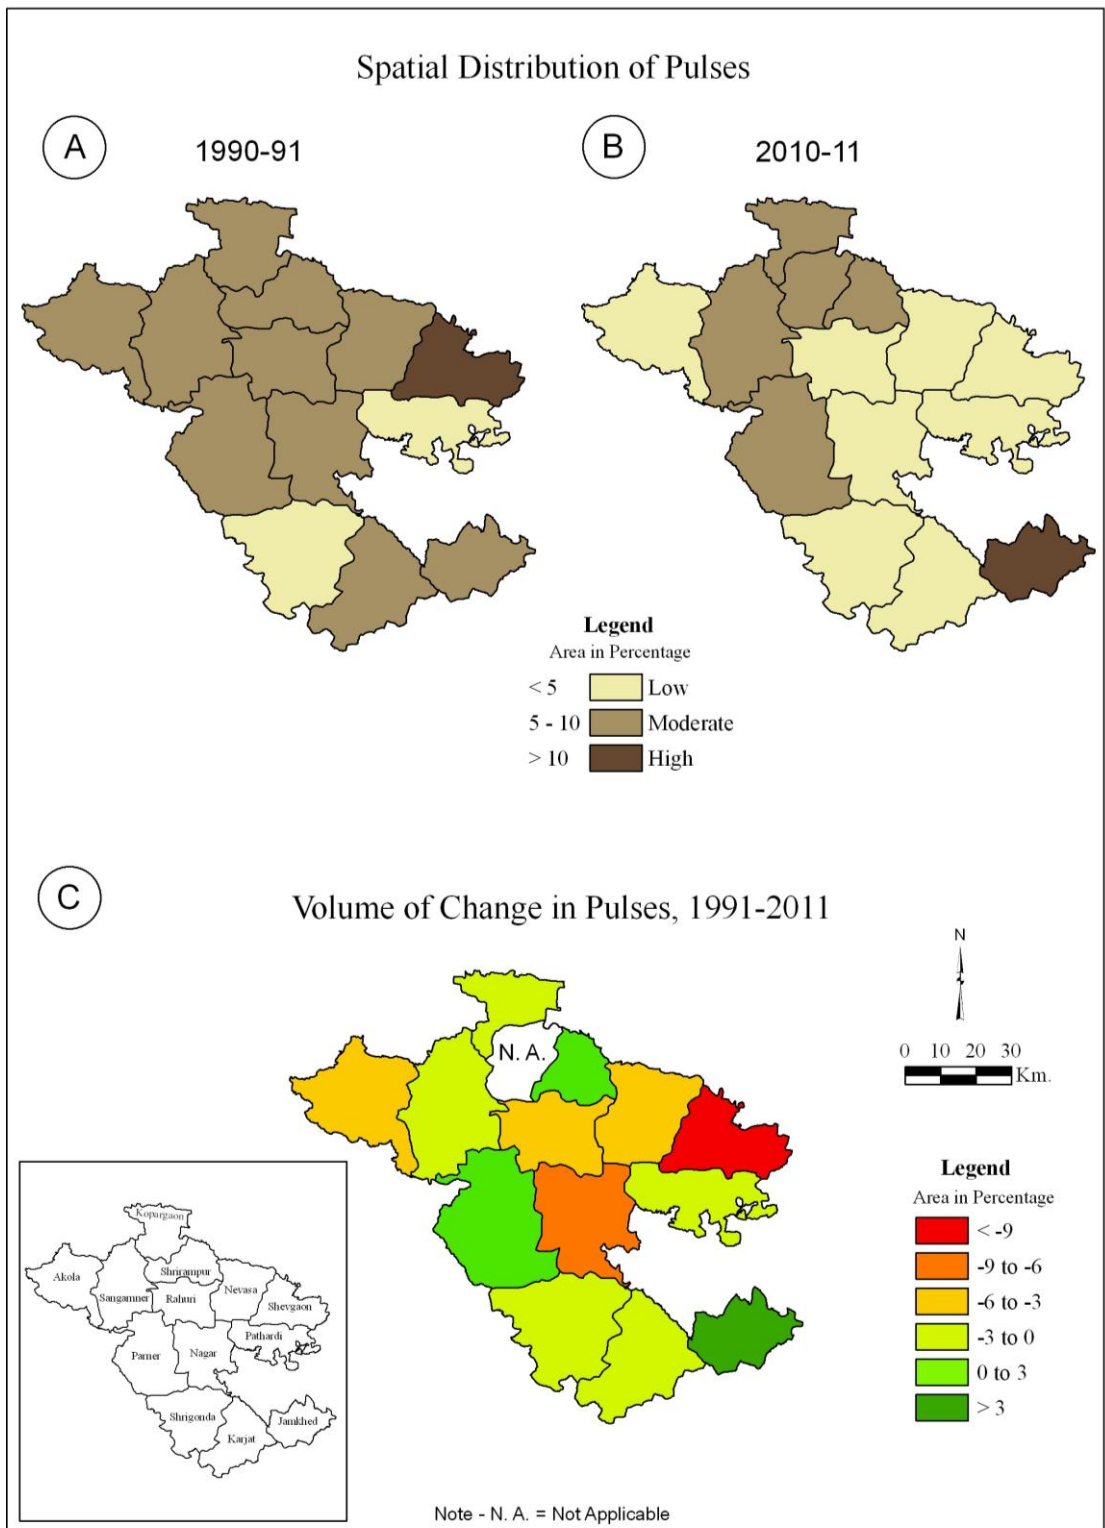 Spatial Distribution of Pulses
A
1990-91
B
2010-11
Legend
Area in Percentage
< 5 Low
5 - 10 Moderate
> 10 High
C
Volume of Change in Pulses, 1991-2011
N
N. A.
0 10 20 30
Km.
Legend
Area in Percentage
< -9
-9 to -6
-6 to -3
-3 to 0
0 to 3
> 3
Kopargaon
Akola
Shrirampur
Sangamner
Rahuri
Nevasa
Shevgaon
Pathardi
Parner
Nagar
Shrigonda
Karjat
Jamkhed
Note - N. A. = Not Applicable